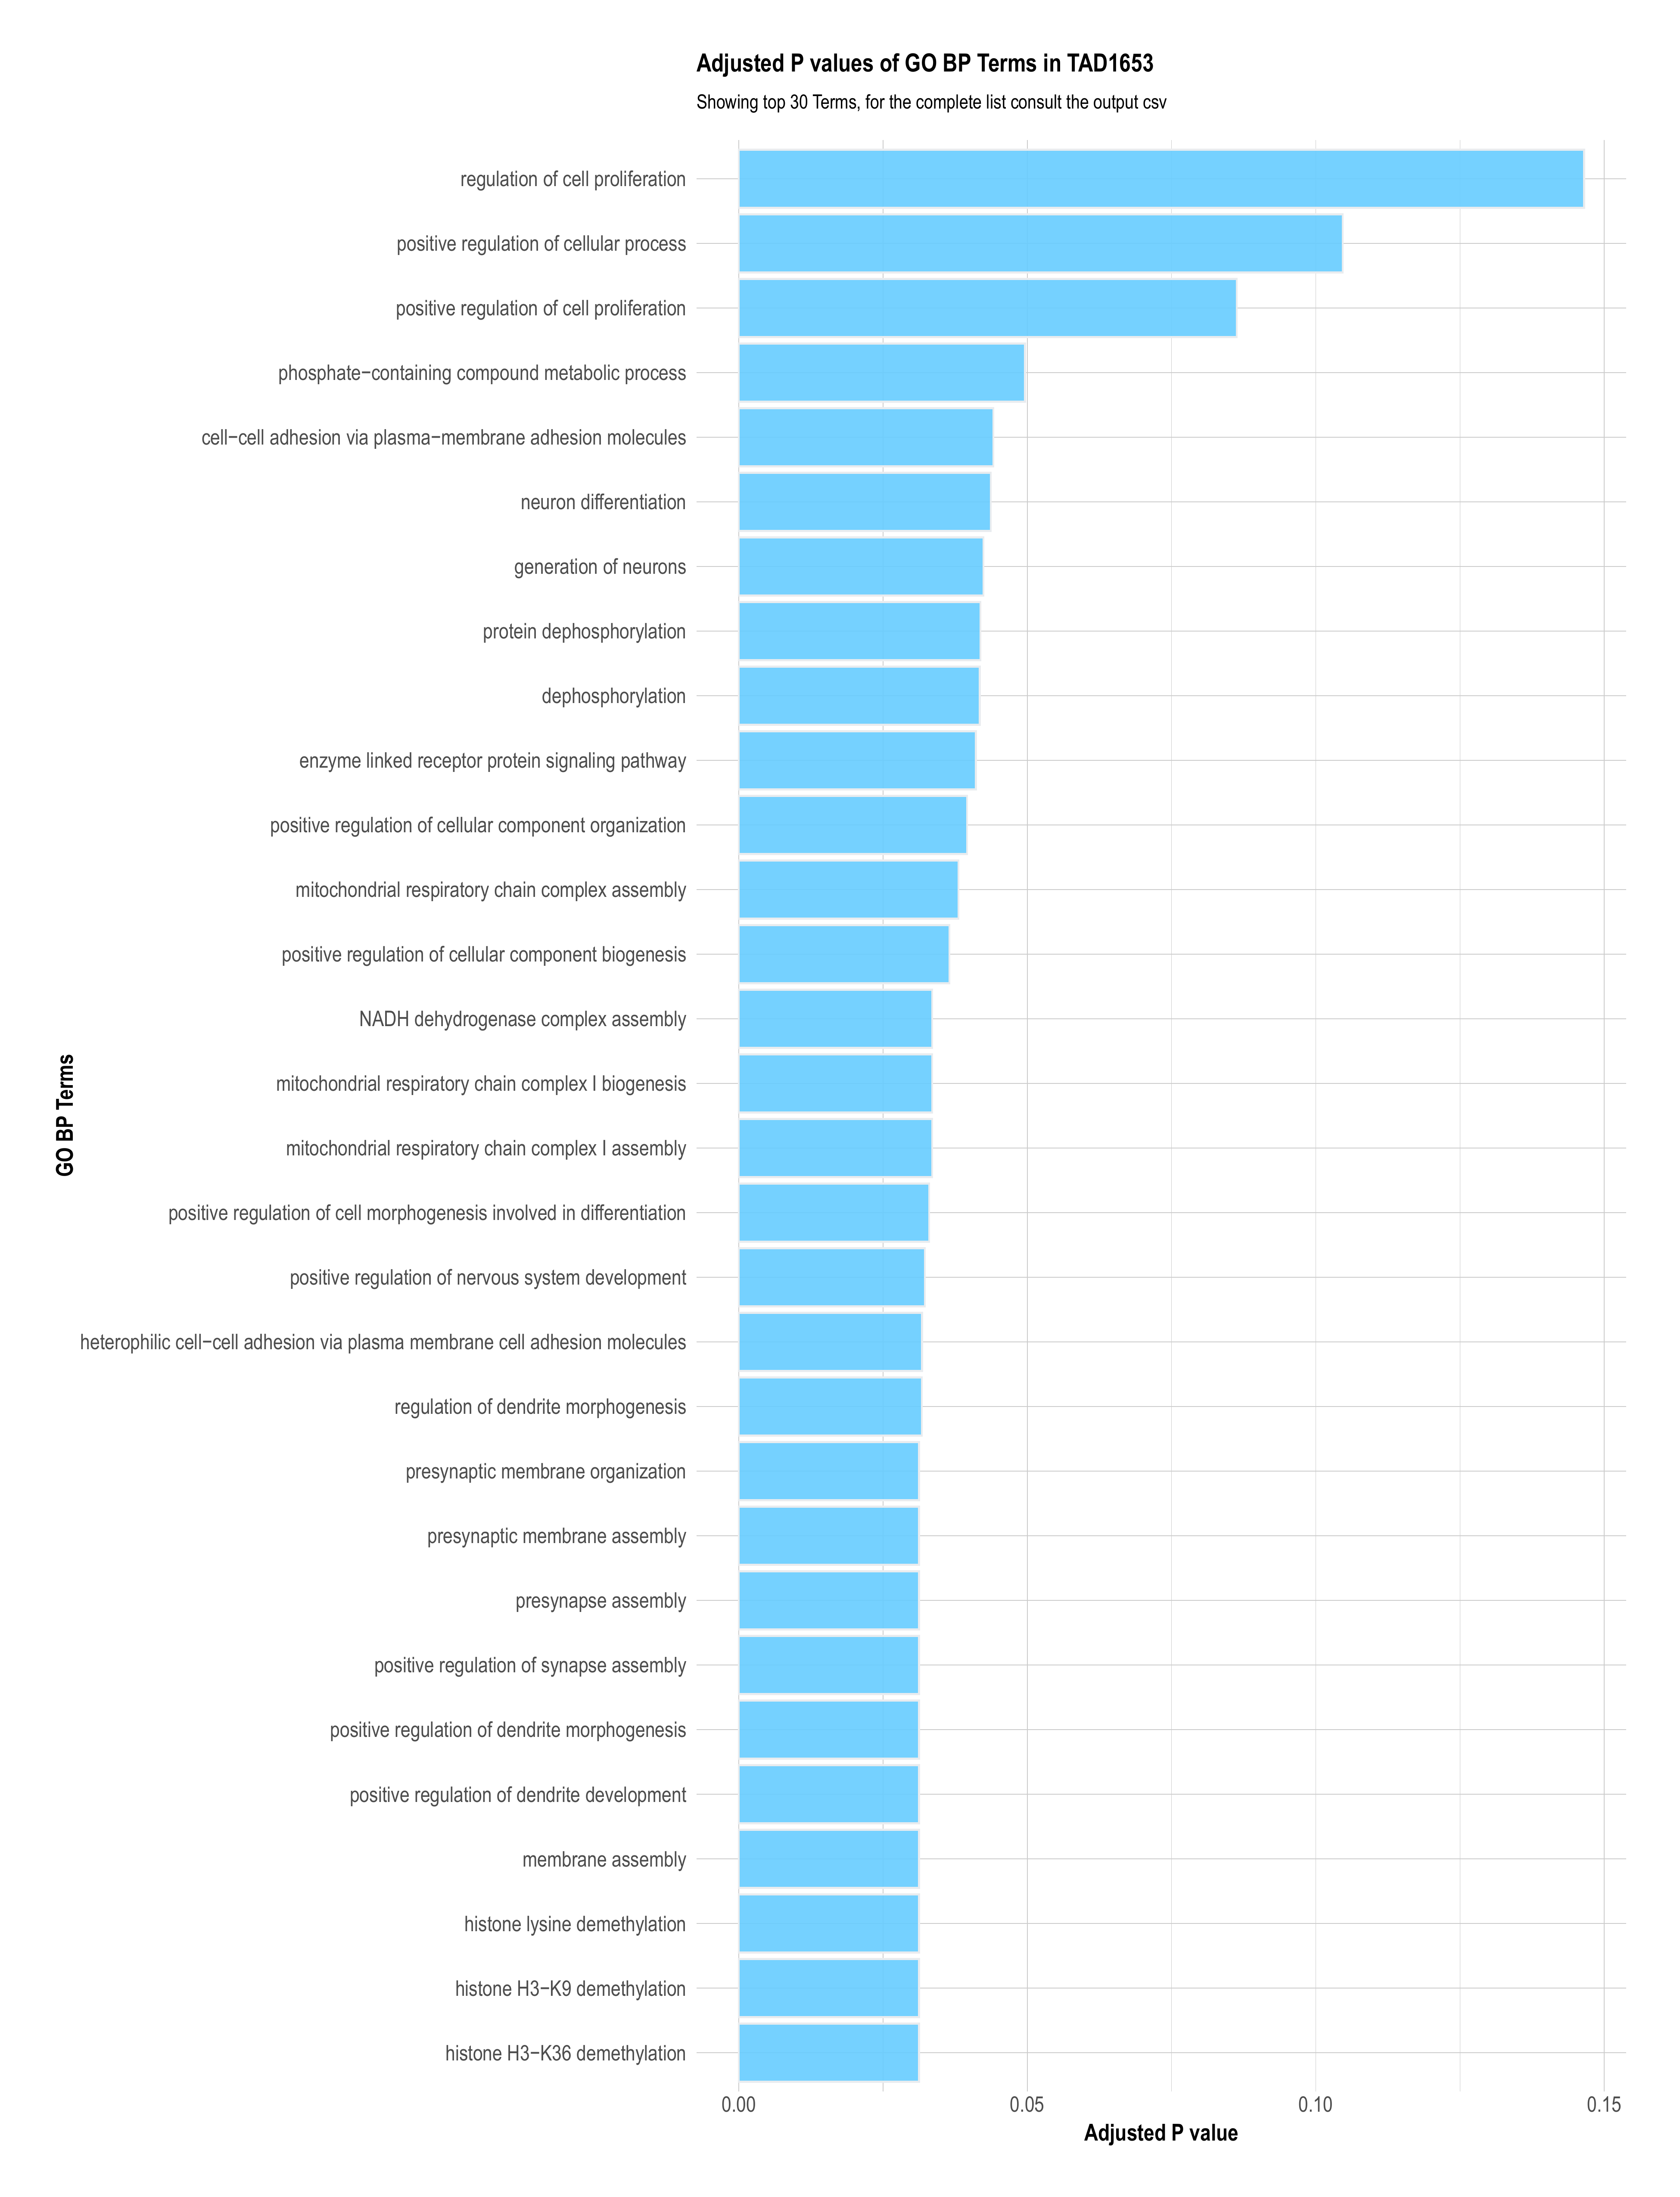 Adjusted P values of GO BP Terms in TAD1653
Showing top 30 Terms, for the complete list consult the output csv
regulation of cell proliferation
positive regulation of cellular process
positive regulation of cell proliferation
phosphate−containing compound metabolic process
cell−cell adhesion via plasma−membrane adhesion molecules
neuron differentiation
generation of neurons
protein dephosphorylation
dephosphorylation
enzyme linked receptor protein signaling pathway
positive regulation of cellular component organization
mitochondrial respiratory chain complex assembly
positive regulation of cellular component biogenesis
NADH dehydrogenase complex assembly
mitochondrial respiratory chain complex I biogenesis
mitochondrial respiratory chain complex I assembly
positive regulation of cell morphogenesis involved in differentiation
positive regulation of nervous system development
heterophilic cell−cell adhesion via plasma membrane cell adhesion molecules
regulation of dendrite morphogenesis
presynaptic membrane organization
presynaptic membrane assembly
presynapse assembly
positive regulation of synapse assembly
positive regulation of dendrite morphogenesis
positive regulation of dendrite development
membrane assembly
histone lysine demethylation
histone H3−K9 demethylation
histone H3−K36 demethylation
GO BP Terms
0.00 0.05 0.10 0.15
Adjusted P value